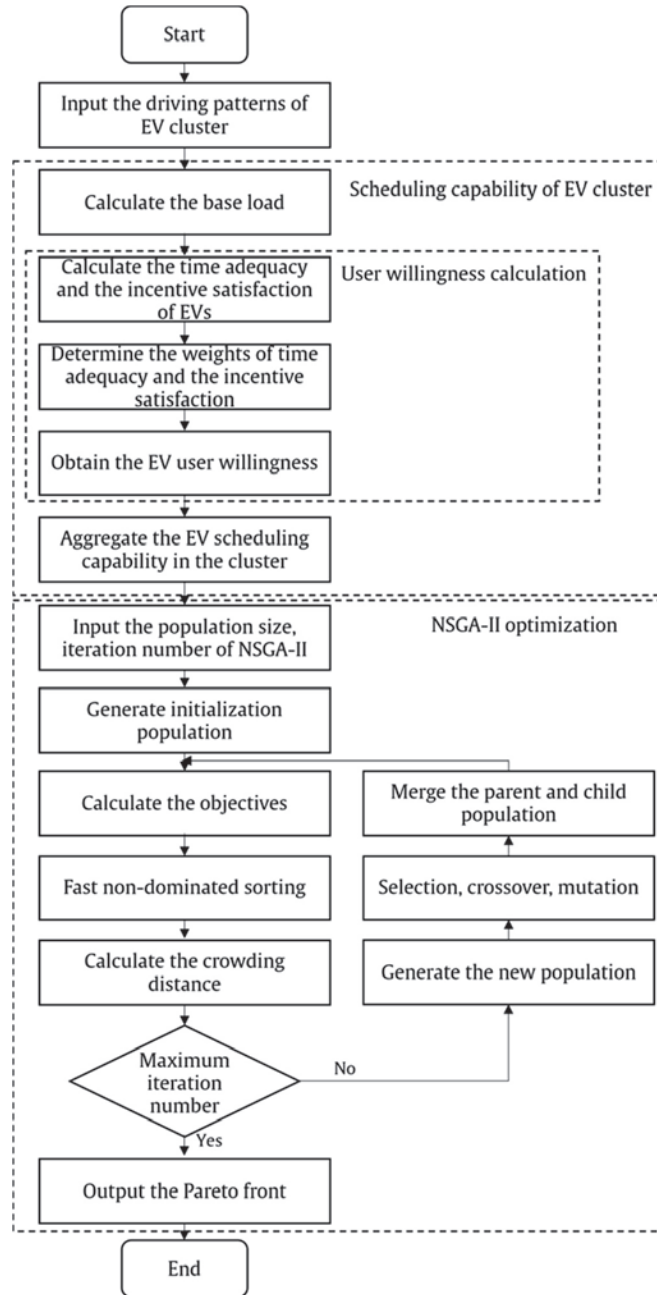 Start
Input the driving patterns of
EV cluster
Scheduling capability of EV cluster
Calculate the base load
User willingness calculation
Calculate the time adequacy
and the incentive satisfaction
of EVs
Determine the weights of time
adequacy and the incentive
satisfaction
Obtain the EV user willingness
Aggregate the EV scheduling
capability in the cluster
NSGA-II optimization
Input the population size,
iteration number of NSGA-II
Generate initialization
population
Calculate the objectives
Merge the parent and child
population
Fast non-dominated sorting
Selection, crossover, mutation
Calculate the crowding
distance
Generate the new population
Maximum
iteration
number
No
Yes
Output the Pareto front
End